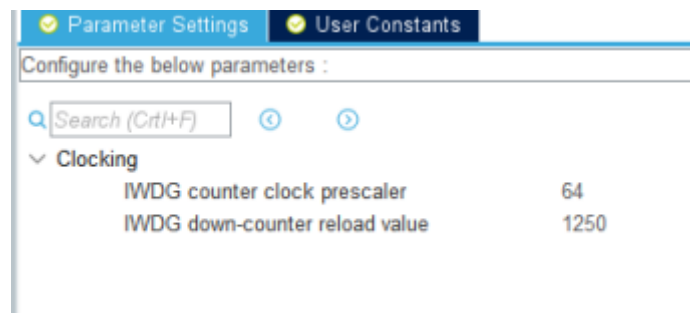 Parameter Settings User Constants
Configure the below parameters :
Search (Crtl+F)
Clocking
IWDG counter clock prescaler 64
IWDG down-counter reload value 1250